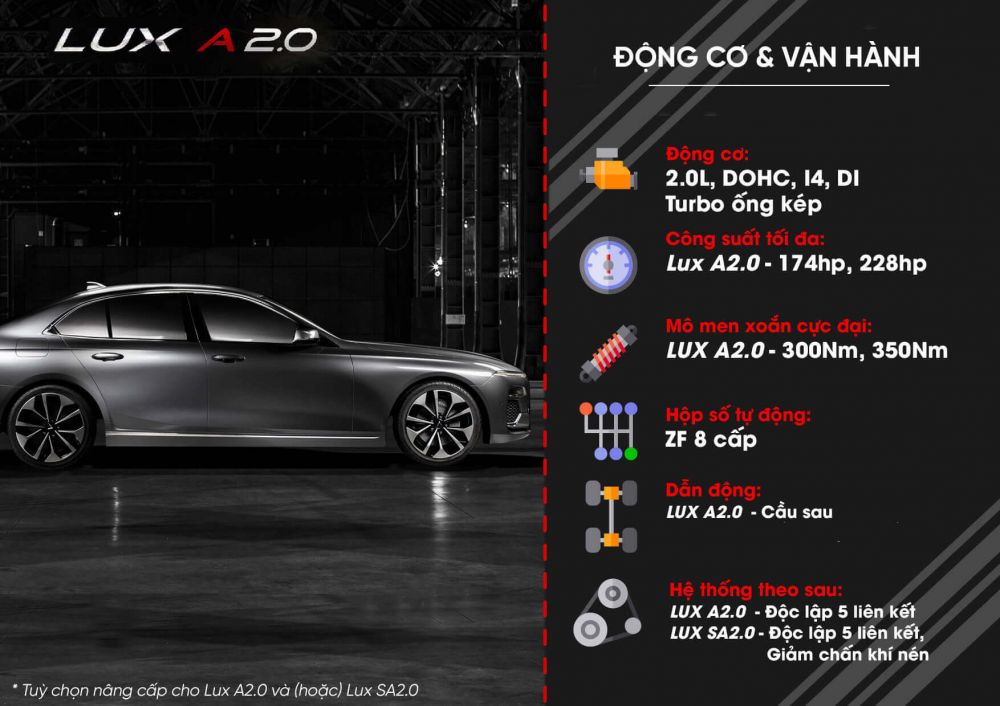 LUX A 2.0
ĐỘNG CƠ & VẬN HÀNH
Động cơ:
2.0L, DOHC, I4, DI
Turbo ống kép
Công suất tối đa:
Lux A2.0 - 174hp, 228hp
Mô men xoắn cực đại:
LUX A2.0 - 300Nm, 350Nm
Hộp số tự động:
ZF 8 cấp
Dẫn động:
LUX A2.0 - Cầu sau
Hệ thống theo sau:
LUX A2.0 - Độc lập 5 liên kết
LUX SA2.0 - Độc lập 5 liên kết,
Giảm chấn khí nén
* Tuỳ chọn nâng cấp cho Lux A2.0 và (hoặc) Lux SA2.0